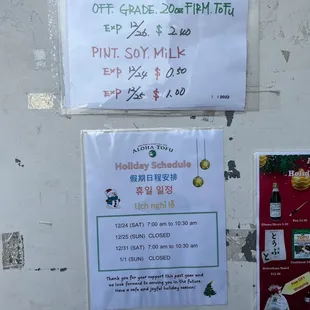 OFF. GRADE. 20oz FIRM. TOFU
EXP 12/26. $ 2.40
PINT. SOY. MILK
EXP 12/24 $ 0.50
EXP 12/25 $ 1.00
ALOHA TOFU
Holiday Schedule
假期日程安排
휴일 일정
Lịch nghỉ lễ
12/24 (SAT) 7:00 am to 10:30 am
12/25 (SUN) CLOSED
12/31 (SAT) 7:00 am to 10:30 am
1/1 (SUN) CLOSED
Thank you for your support this past year and we
look forward to serving you in the future.
Have a safe and joyful holiday season!
とうふ